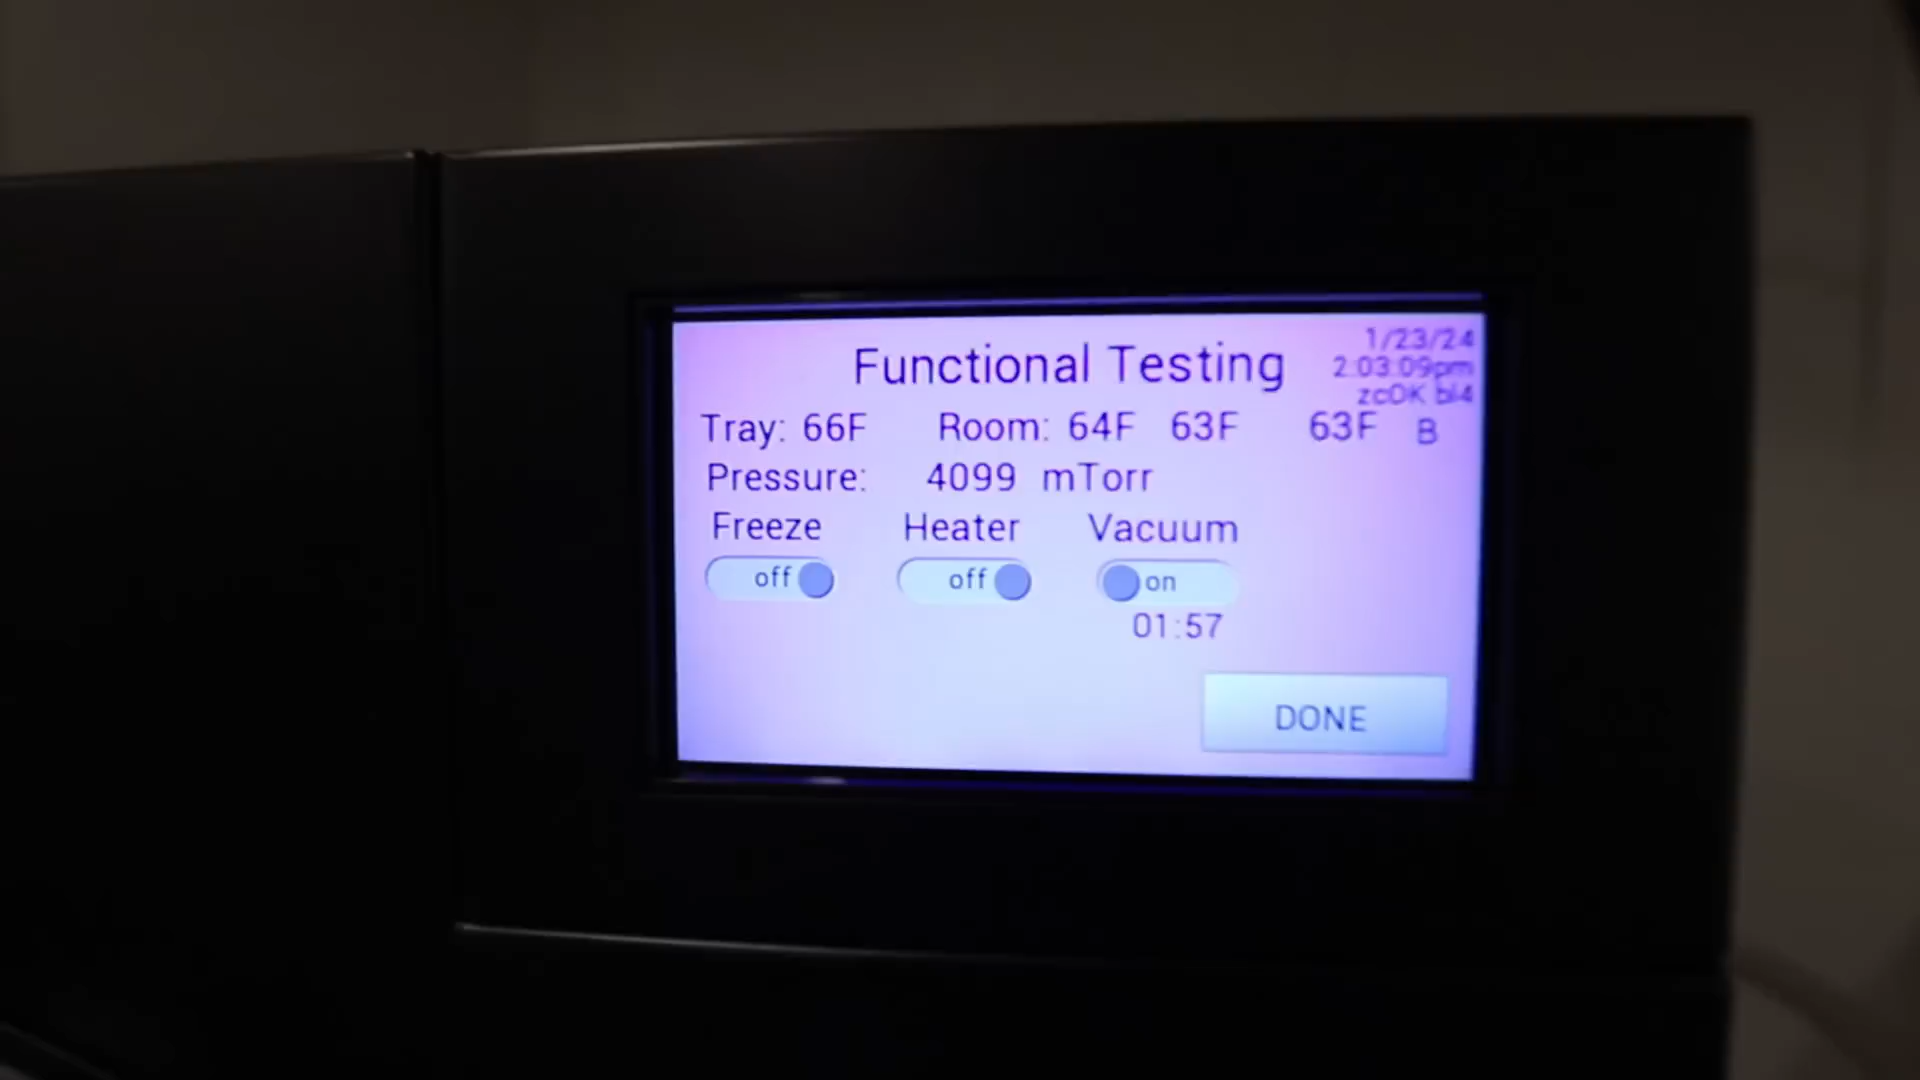 Functional Testing
1/23/24
2:03:09pm
zcOK bl4
Tray: 66F Room: 64F 63F 63F B
Pressure: 4099 mTorr
Freeze Heater Vacuum
off off on
01:57
DONE